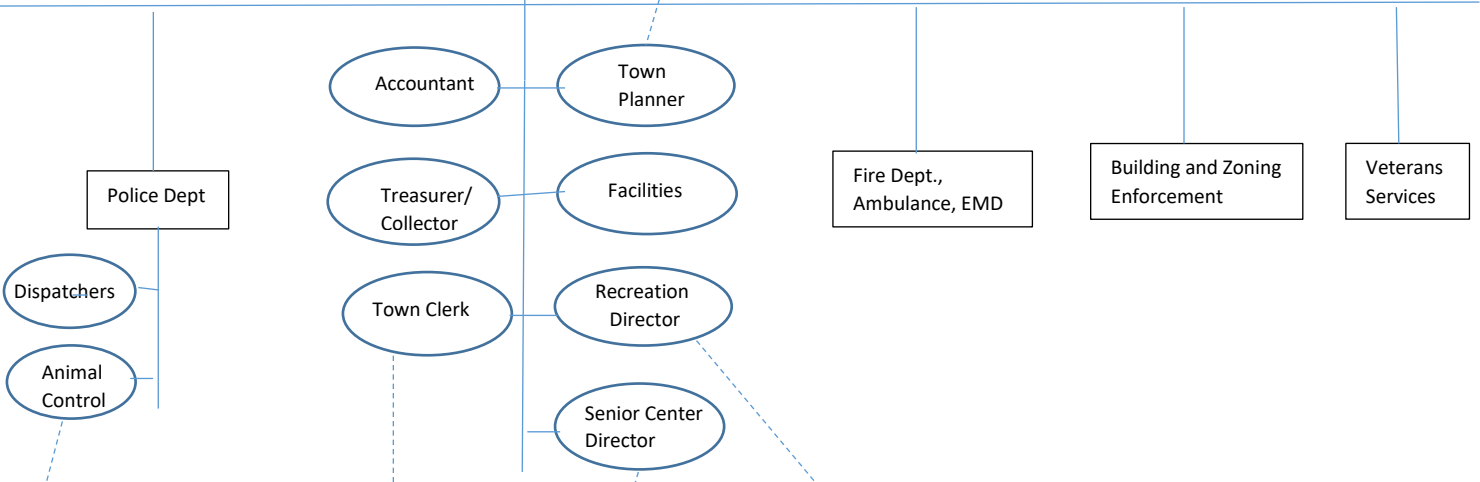 Accountant
Town
Planner
Police Dept
Treasurer/
Collector
Facilities
Fire Dept.,
Ambulance, EMD
Building and Zoning
Enforcement
Veterans
Services
Dispatchers
Town Clerk
Recreation
Director
Animal
Control
Senior Center
Director